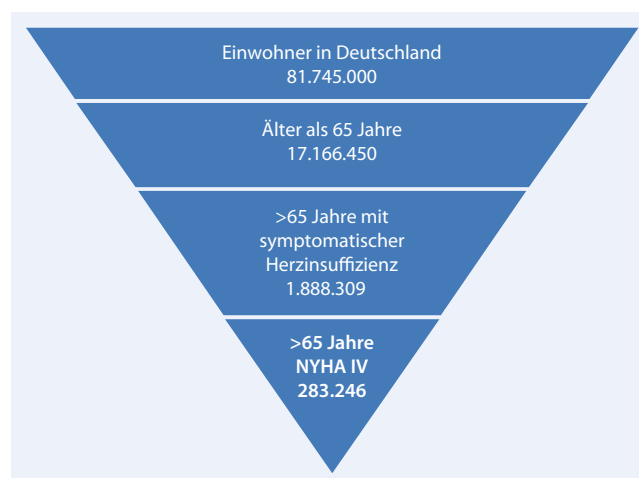 Einwohner in Deutschland
81.745.000
Älter als 65 Jahre
17.166.450
>65 Jahre mit
symptomatischer
Herzinsuffizienz
1.888.309
>65 Jahre
NYHA IV
283.246